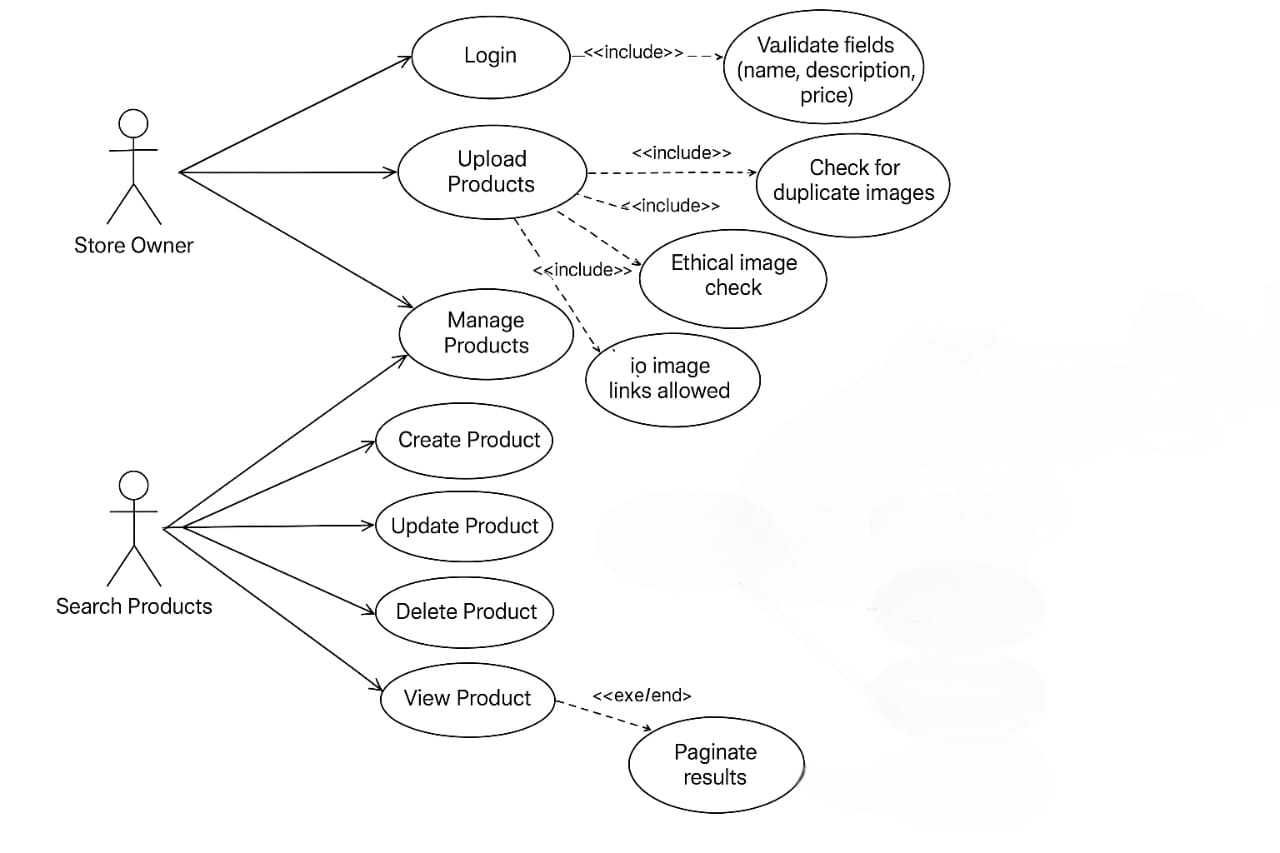 Login
<<include>>
Vaulidate fields
(name, description,
price)
Upload
Products
<<include>>
Check for
duplicate images
<<include>>
Store Owner
Ethical image
check
<<include>>
Manage
Products
io image
links allowed
Create Product
Update Product
Search Products
Delete Product
View Product
<<exe/end>
Paginate
results